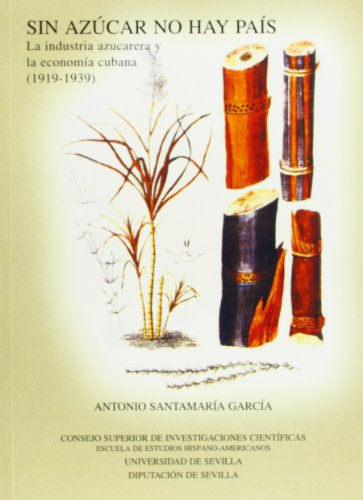 SIN AZÚCAR NO HAY PAÍS
La industria azucarera y
la economía cubana
(1919-1939)
ANTONIO SANTAMARÍA GARCÍA
CONSEJO SUPERIOR DE INVESTIGACIONES CIENTÍFICAS
ESCUELA DE ESTUDIOS HISPANO-AMERICANOS
UNIVERSIDAD DE SEVILLA
DIPUTACIÓN DE SEVILLA